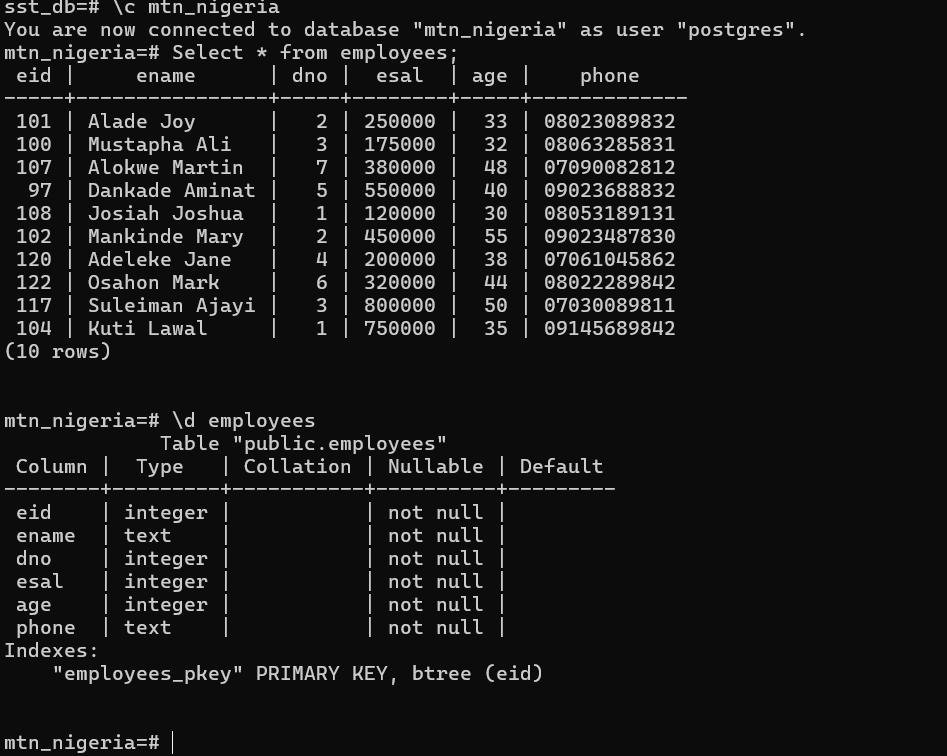 sst_db=# \c mtn_nigeria
You are now connected to database "mtn_nigeria" as user "postgres".
mtn_nigeria=# Select * from employees;
 eid |     ename      | dno |  esal  | age |    phone
-----+----------------+-----+--------+-----+-------------
 101 | Alade Joy      |   2 | 250000 |  33 | 08023089832
 100 | Mustapha Ali   |   3 | 175000 |  32 | 08063285831
 107 | Alokwe Martin  |   7 | 380000 |  48 | 07090082812
  97 | Dankade Aminat |   5 | 550000 |  40 | 09023688832
 108 | Josiah Joshua  |   1 | 120000 |  30 | 08053189131
 102 | Mankinde Mary  |   2 | 450000 |  55 | 09023487830
 120 | Adeleke Jane   |   4 | 200000 |  38 | 07061045862
 122 | Osahon Mark    |   6 | 320000 |  44 | 08022289842
 117 | Suleiman Ajayi |   3 | 800000 |  50 | 07030089811
 104 | Kuti Lawal     |   1 | 750000 |  35 | 09145689842
(10 rows)
mtn_nigeria=# \d employees
             Table "public.employees"
 Column |  Type   | Collation | Nullable | Default
--------+---------+-----------+----------+---------
 eid    | integer |           | not null |
 ename  | text    |           | not null |
 dno    | integer |           | not null |
 esal   | integer |           | not null |
 age    | integer |           | not null |
 phone  | text    |           | not null |
Indexes:
    "employees_pkey" PRIMARY KEY, btree (eid)
mtn_nigeria=#